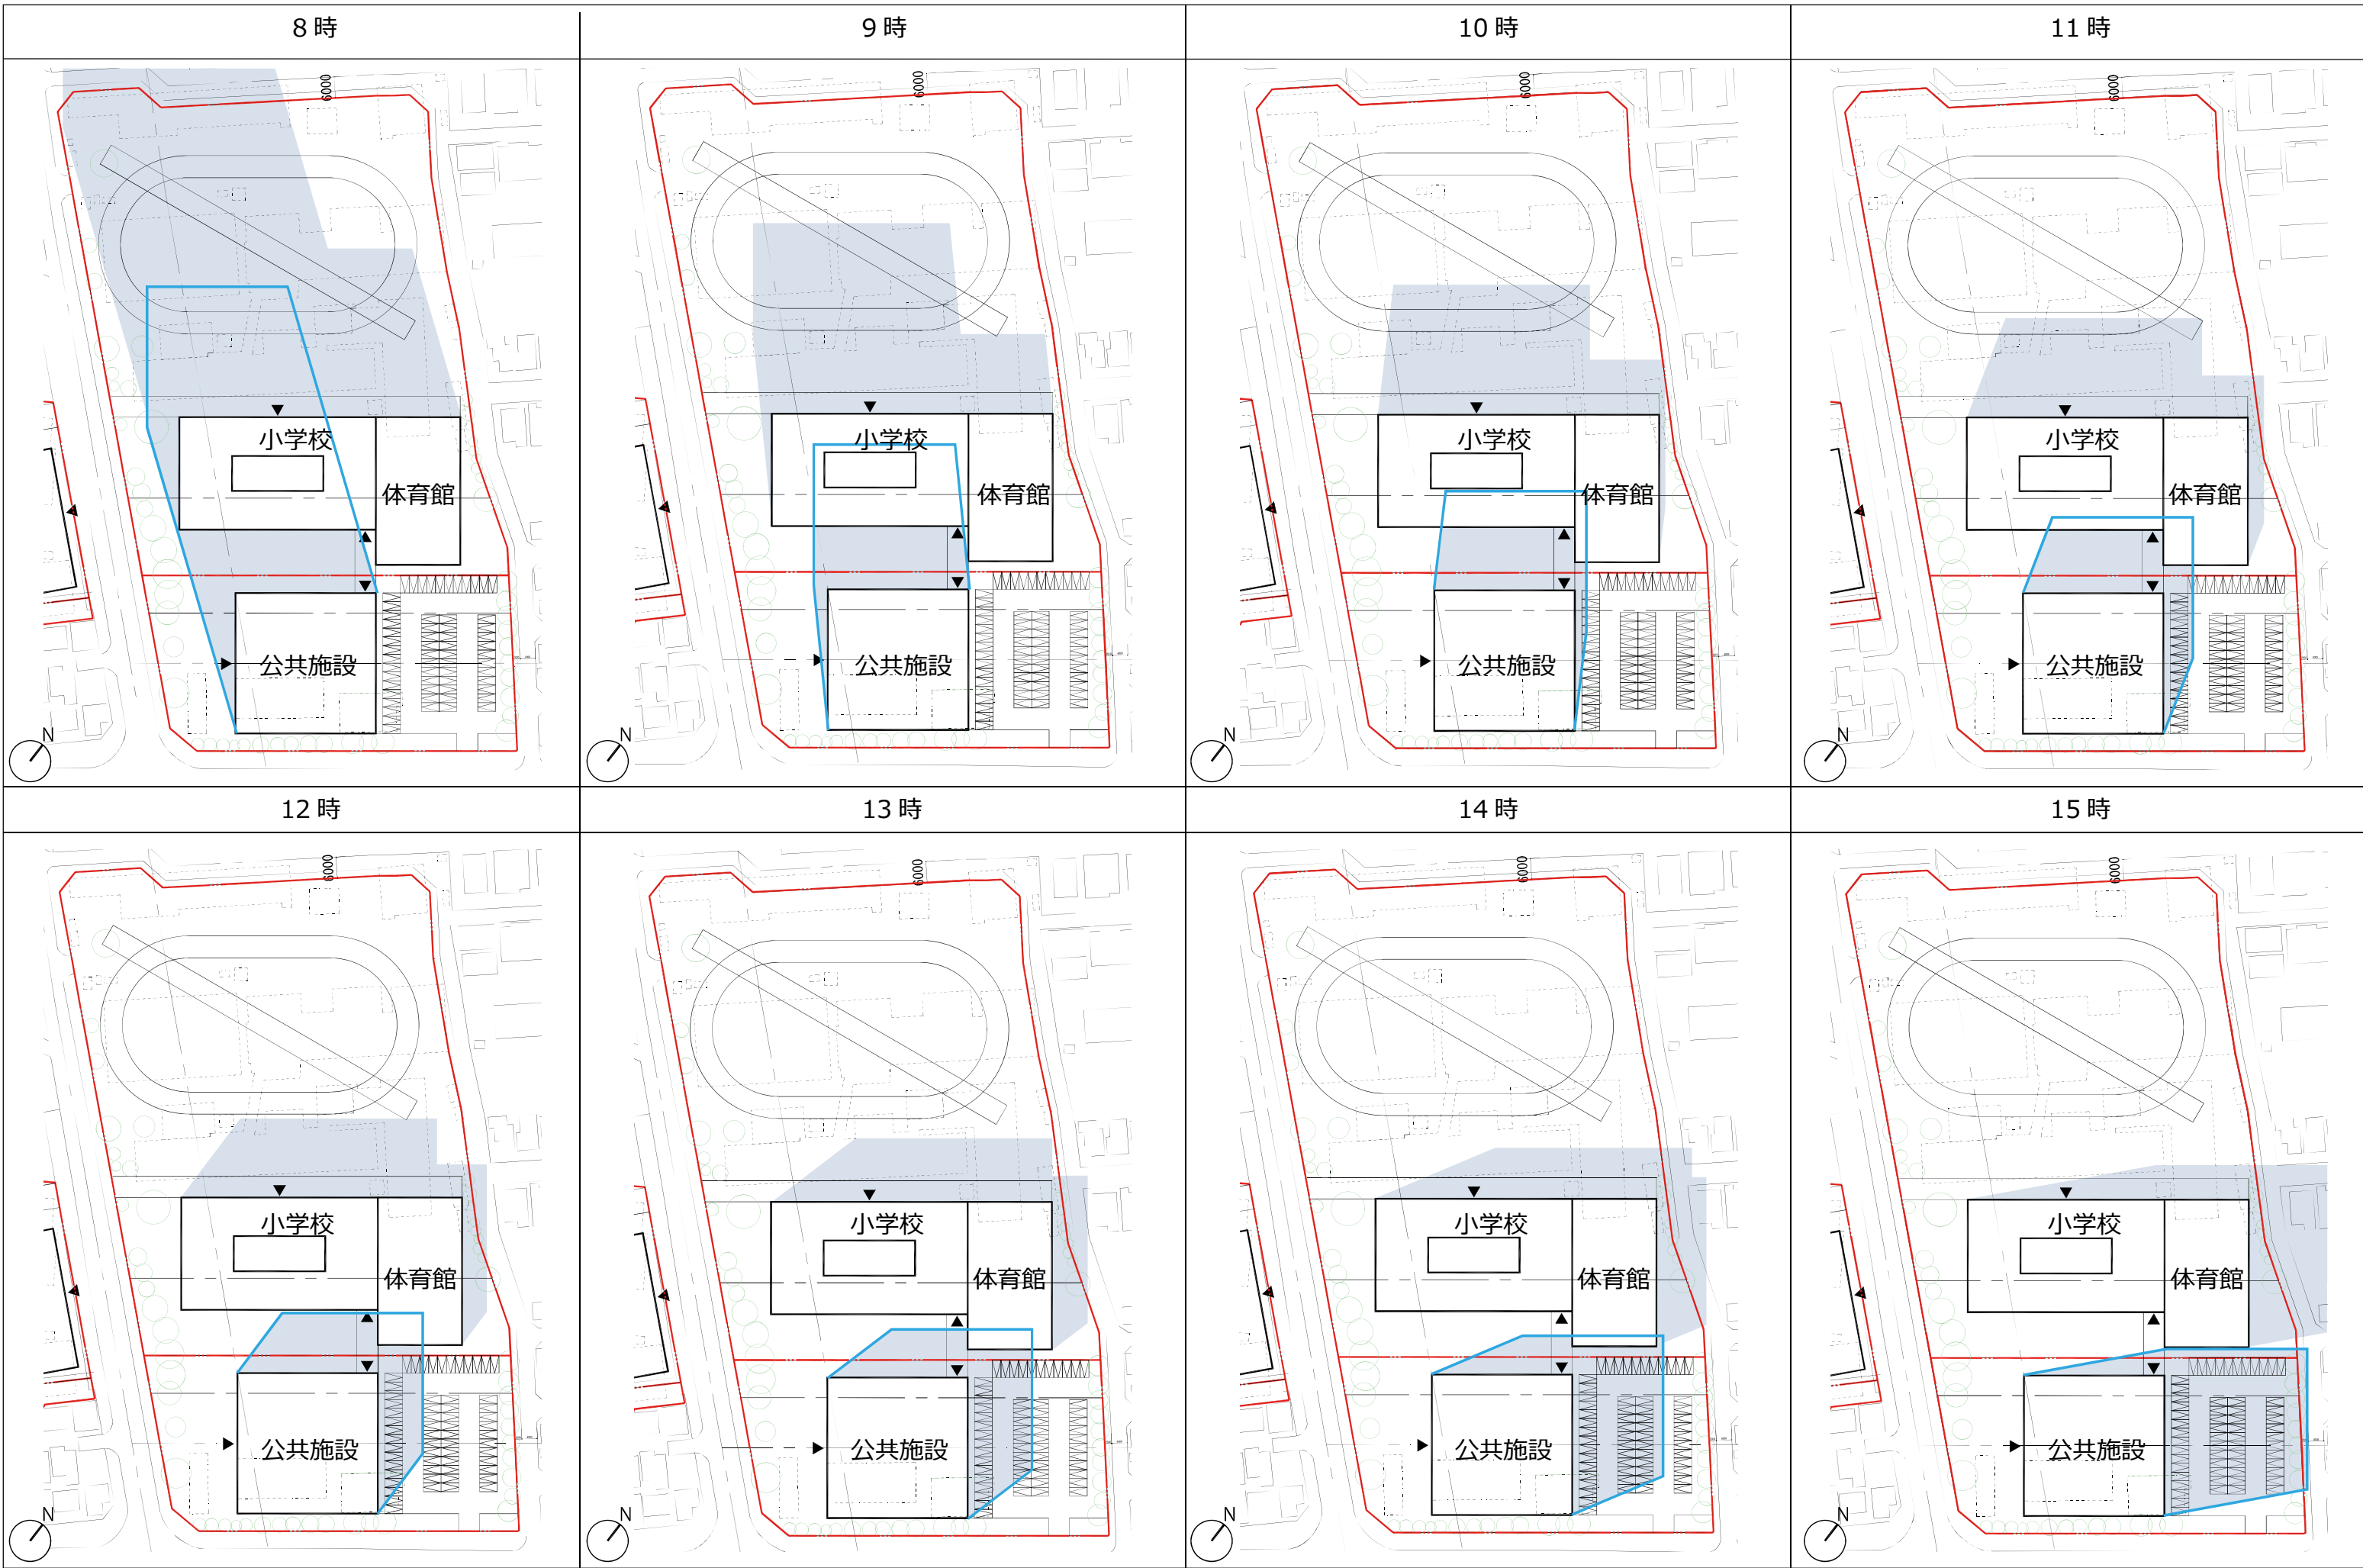 8時
9時
10時
11時
6000
小学校
体育館
公共施設
N
6000
小学校
体育館
公共施設
N
6000
小学校
体育館
公共施設
N
6000
小学校
体育館
公共施設
N
12時
13時
14時
15時
6000
小学校
体育館
公共施設
N
6000
小学校
体育館
公共施設
N
6000
小学校
体育館
公共施設
N
6000
小学校
体育館
公共施設
N